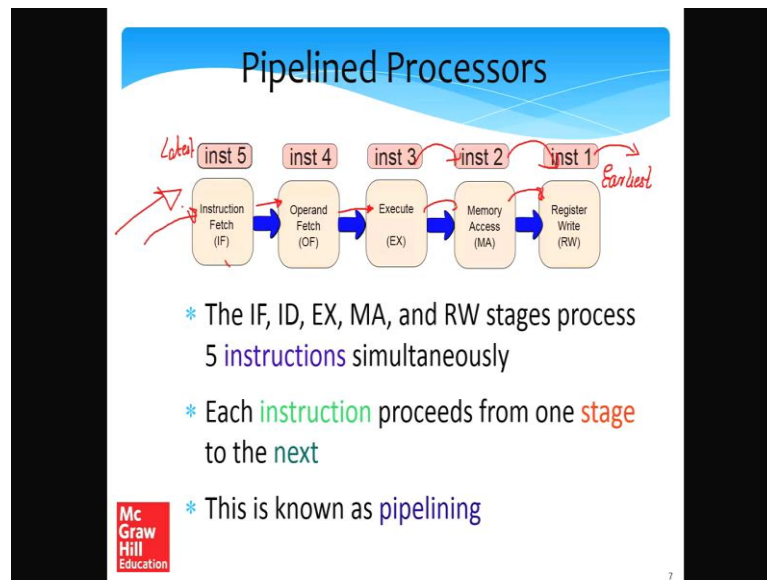 Pipelined Processors
Latest inst 5 inst 4 inst 3 inst 2 inst 1
Earliest
Instruction Fetch (IF)
Operand Fetch (OF)
Execute (EX)
Memory Access (MA)
Register Write (RW)
* The IF, ID, EX, MA, and RW stages process
5 instructions simultaneously
* Each instruction proceeds from one stage
to the next
* This is known as pipelining
Mc
Graw
Hill
Education
7